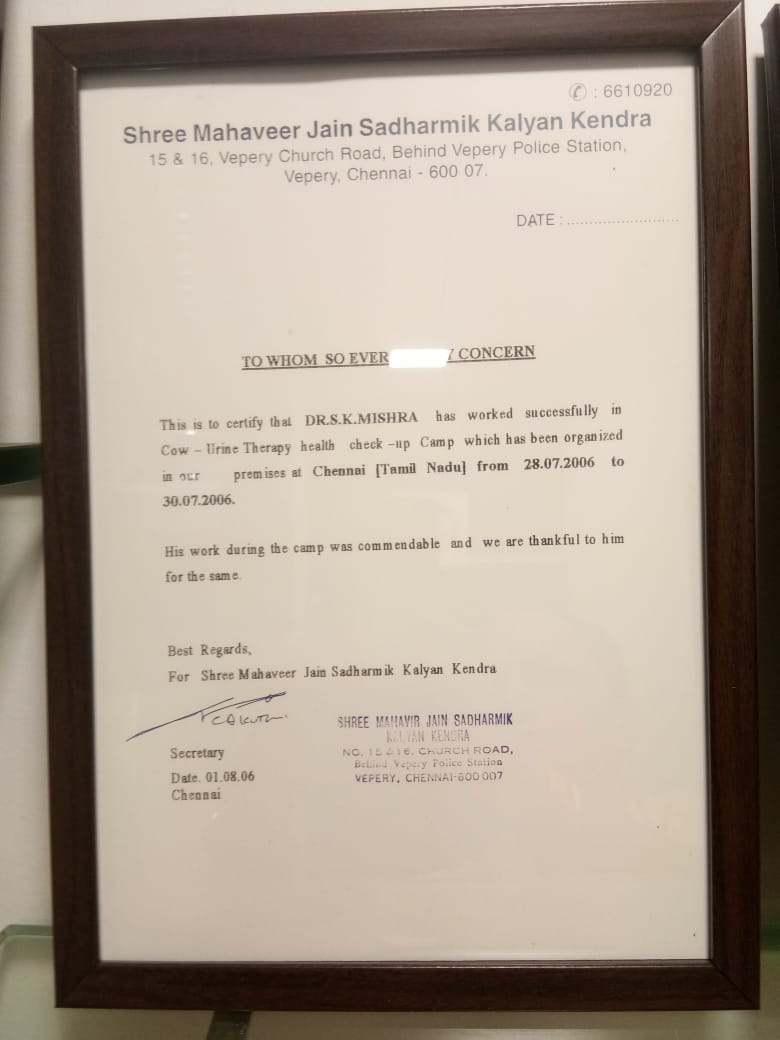 ✆ : 6610920
Shree Mahaveer Jain Sadharmik Kalyan Kendra
15 & 16, Vepery Church Road, Behind Vepery Police Station,
Vepery, Chennai - 600 07.
DATE : ........................
TO WHOM SO EVER CONCERN
This is to certify that DR.S.K.MISHRA has worked successfully in
Cow – Urine Therapy health check –up Camp which has been organized
in our premises at Chennai [Tamil Nadu] from 28.07.2006 to
30.07.2006.
His work during the camp was commendable and we are thankful to him
for the same.
Best Regards,
For Shree Mahaveer Jain Sadharmik Kalyan Kendra
Secretary
Date. 01.08.06
Chennai
SHREE MAHAVIR JAIN SADHARMIK
KALYAN KENDRA
NO. 15 & 16, CHURCH ROAD,
Behind Vepery Police Station
VEPERY, CHENNAI-600 007